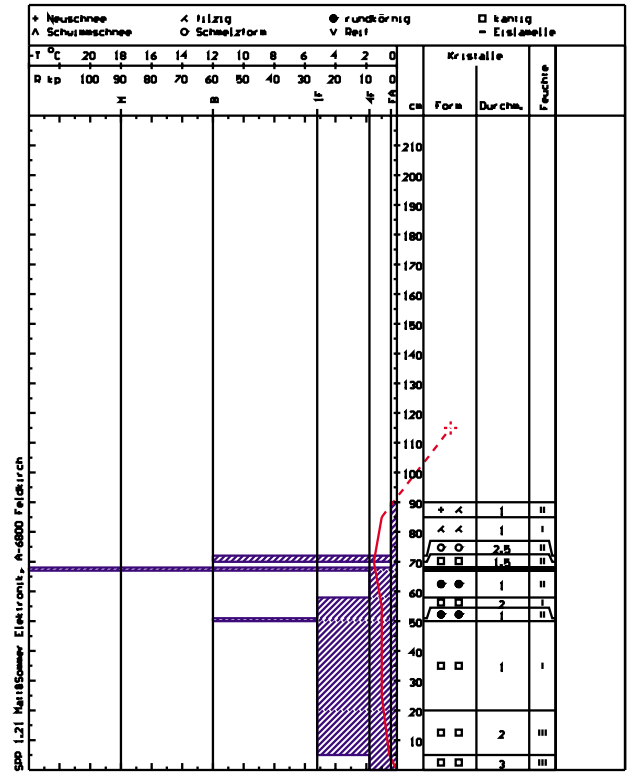 + Neuschnee ⁁ filzig ● rundkörnig □ kantig
∧ Schwimmschnee ○ Schmelzform V Reif – Eislamelle
-T °C 20 18 16 14 12 10 8 6 4 2 0 Kristalle
R kp 100 90 80 70 60 50 40 30 20 10 0 cm Form Durchm. Feuchte
K B 1F 4F FA
210
200
190
180
170
160
150
140
130
120
110
100
90
+ ⁁ 1 II
80 ⁁ ⁁ 1 I
○ ○ 2.5 II
70 □ □ 1.5 II
60 ● ● 1 II
□ □ 2 I
50 ● ● 1 II
40
30 □ □ 1 I
20
10 □ □ 2 III
□ □ 3 III
SPP 1.21 Matt&Sommer Elektronik, A-6800 Feldkirch